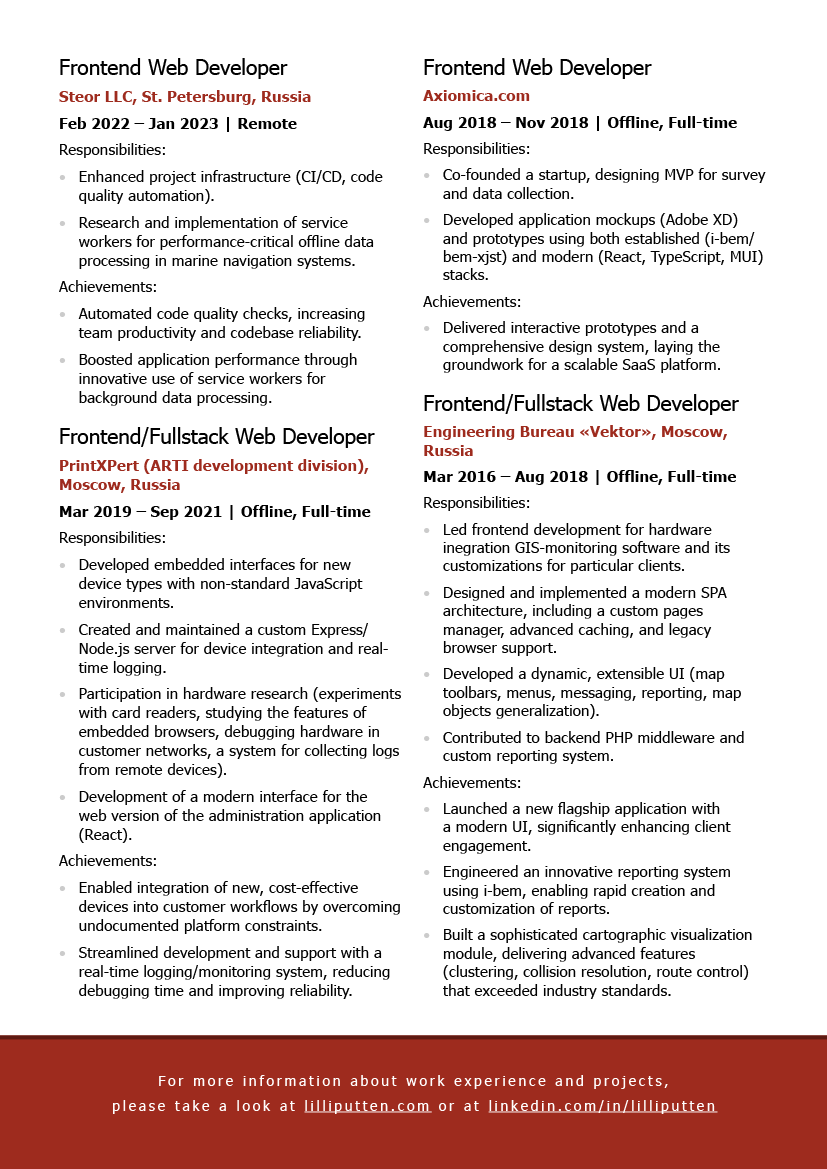 Frontend Web Developer
Steor LLC, St. Petersburg, Russia
Feb 2022 – Jan 2023 | Remote
Responsibilities:
• Enhanced project infrastructure (CI/CD, code
quality automation).
• Research and implementation of service
workers for performance-critical offline data
processing in marine navigation systems.
Achievements:
• Automated code quality checks, increasing
team productivity and codebase reliability.
• Boosted application performance through
innovative use of service workers for
background data processing.
Frontend/Fullstack Web Developer
PrintXPert (ARTI development division),
Moscow, Russia
Mar 2019 – Sep 2021 | Offline, Full-time
Responsibilities:
• Developed embedded interfaces for new
device types with non-standard JavaScript
environments.
• Created and maintained a custom Express/
Node.js server for device integration and real-
time logging.
• Participation in hardware research (experiments
with card readers, studying the features of
embedded browsers, debugging hardware in
customer networks, a system for collecting logs
from remote devices).
• Development of a modern interface for the
web version of the administration application
(React).
Achievements:
• Enabled integration of new, cost-effective
devices into customer workflows by overcoming
undocumented platform constraints.
• Streamlined development and support with a
real-time logging/monitoring system, reducing
debugging time and improving reliability.
Frontend Web Developer
Axiomica.com
Aug 2018 – Nov 2018 | Offline, Full-time
Responsibilities:
• Co-founded a startup, designing MVP for survey
and data collection.
• Developed application mockups (Adobe XD)
and prototypes using both established (i-bem/
bem-xjst) and modern (React, TypeScript, MUI)
stacks.
Achievements:
• Delivered interactive prototypes and a
comprehensive design system, laying the
groundwork for a scalable SaaS platform.
Frontend/Fullstack Web Developer
Engineering Bureau «Vektor», Moscow,
Russia
Mar 2016 – Aug 2018 | Offline, Full-time
Responsibilities:
• Led frontend development for hardware
inegration GIS-monitoring software and its
customizations for particular clients.
• Designed and implemented a modern SPA
architecture, including a custom pages
manager, advanced caching, and legacy
browser support.
• Developed a dynamic, extensible UI (map
toolbars, menus, messaging, reporting, map
objects generalization).
• Contributed to backend PHP middleware and
custom reporting system.
Achievements:
• Launched a new flagship application with
a modern UI, significantly enhancing client
engagement.
• Engineered an innovative reporting system
using i-bem, enabling rapid creation and
customization of reports.
• Built a sophisticated cartographic visualization
module, delivering advanced features
(clustering, collision resolution, route control)
that exceeded industry standards.
For more information about work experience and projects,
please take a look at lilliputten.com or at linkedin.com/in/lilliputten